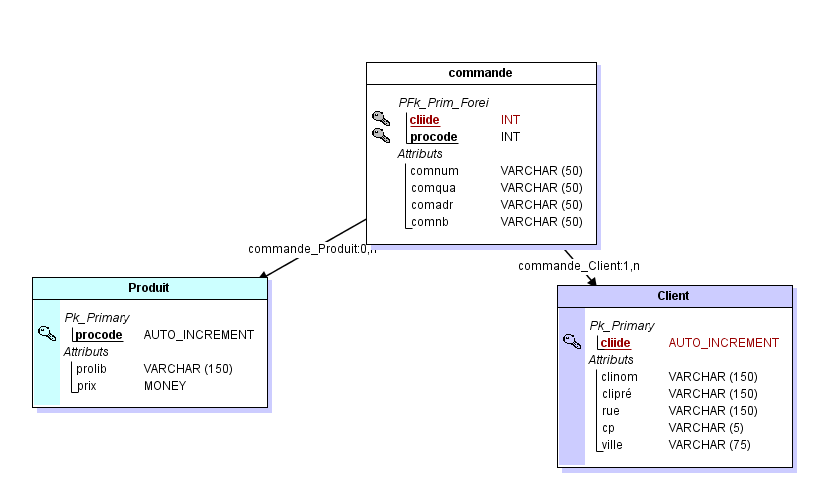 commande
PFk_Prim_Forei
cliide INT
procode INT
Attributs
comnum VARCHAR (50)
comqua VARCHAR (50)
comadr VARCHAR (50)
comnb VARCHAR (50)
commande_Produit:0,n
commande_Client:1,n
Produit
Pk_Primary
procode AUTO_INCREMENT
Attributs
prolib VARCHAR (150)
prix MONEY
Client
Pk_Primary
cliide AUTO_INCREMENT
Attributs
clinom VARCHAR (150)
clipré VARCHAR (150)
rue VARCHAR (150)
cp VARCHAR (5)
ville VARCHAR (75)